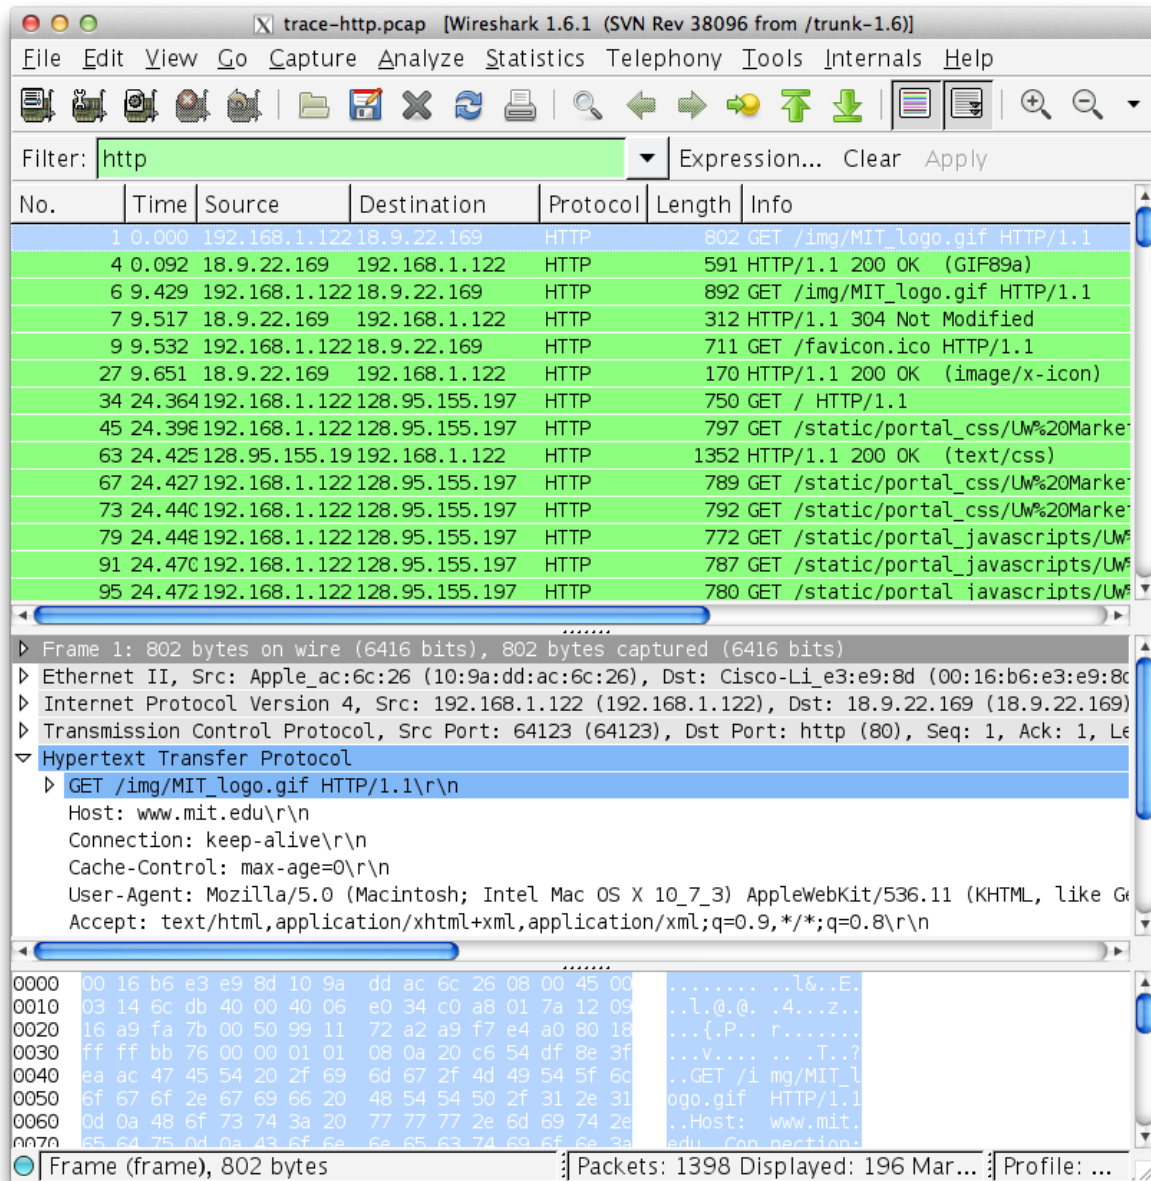 trace-http.pcap [Wireshark 1.6.1 (SVN Rev 38096 from /trunk-1.6)]
File Edit View Go Capture Analyze Statistics Telephony Tools Internals Help
Filter: http Expression... Clear Apply
No. Time Source Destination Protocol Length Info
1 0.000 192.168.1.122 18.9.22.169 HTTP 802 GET /img/MIT_logo.gif HTTP/1.1
4 0.092 18.9.22.169 192.168.1.122 HTTP 591 HTTP/1.1 200 OK (GIF89a)
6 9.429 192.168.1.122 18.9.22.169 HTTP 892 GET /img/MIT_logo.gif HTTP/1.1
7 9.517 18.9.22.169 192.168.1.122 HTTP 312 HTTP/1.1 304 Not Modified
9 9.532 192.168.1.122 18.9.22.169 HTTP 711 GET /favicon.ico HTTP/1.1
27 9.651 18.9.22.169 192.168.1.122 HTTP 170 HTTP/1.1 200 OK (image/x-icon)
34 24.364 192.168.1.122 128.95.155.197 HTTP 750 GET / HTTP/1.1
45 24.398 192.168.1.122 128.95.155.197 HTTP 797 GET /static/portal_css/Uw%20Market
63 24.425 128.95.155.19 192.168.1.122 HTTP 1352 HTTP/1.1 200 OK (text/css)
67 24.427 192.168.1.122 128.95.155.197 HTTP 789 GET /static/portal_css/Uw%20Market
73 24.440 192.168.1.122 128.95.155.197 HTTP 792 GET /static/portal_css/Uw%20Market
79 24.448 192.168.1.122 128.95.155.197 HTTP 772 GET /static/portal_javascripts/Uw%
91 24.470 192.168.1.122 128.95.155.197 HTTP 787 GET /static/portal_javascripts/Uw%
95 24.472 192.168.1.122 128.95.155.197 HTTP 780 GET /static/portal_javascripts/Uw%
Frame 1: 802 bytes on wire (6416 bits), 802 bytes captured (6416 bits)
Ethernet II, Src: Apple_ac:6c:26 (10:9a:dd:ac:6c:26), Dst: Cisco-Li_e3:e9:8d (00:16:b6:e3:e9:8d
Internet Protocol Version 4, Src: 192.168.1.122 (192.168.1.122), Dst: 18.9.22.169 (18.9.22.169)
Transmission Control Protocol, Src Port: 64123 (64123), Dst Port: http (80), Seq: 1, Ack: 1, Le
Hypertext Transfer Protocol
GET /img/MIT_logo.gif HTTP/1.1\r\n
Host: www.mit.edu\r\n
Connection: keep-alive\r\n
Cache-Control: max-age=0\r\n
User-Agent: Mozilla/5.0 (Macintosh; Intel Mac OS X 10_7_3) AppleWebKit/536.11 (KHTML, like Ge
Accept: text/html,application/xhtml+xml,application/xml;q=0.9,*/*;q=0.8\r\n
0000 00 16 b6 e3 e9 8d 10 9a dd ac 6c 26 08 00 45 00 ........ ..l&..E.
0010 03 14 6c db 40 00 40 06 e0 34 c0 a8 01 7a 12 09 ..l.@.@. .4...z..
0020 16 a9 fa 7b 00 50 99 11 72 a2 a9 f7 e4 a0 80 18 ...{.P.. r.......
0030 ff ff bb 76 00 00 01 01 08 0a 20 c6 54 df 8e 3f ...v.... .. .T..?
0040 ea ac 47 45 54 20 2f 69 6d 67 2f 4d 49 54 5f 6c ..GET /i mg/MIT_l
0050 6f 67 6f 2e 67 69 66 20 48 54 54 50 2f 31 2e 31 ogo.gif HTTP/1.1
0060 0d 0a 48 6f 73 74 3a 20 77 77 77 2e 6d 69 74 2e ..Host: www.mit.
0070 65 64 75 0d 0a 43 6f 6e 6e 65 63 74 69 6f 6e 3a edu..Con nection:
Frame (frame), 802 bytes Packets: 1398 Displayed: 196 Mar... Profile: ...